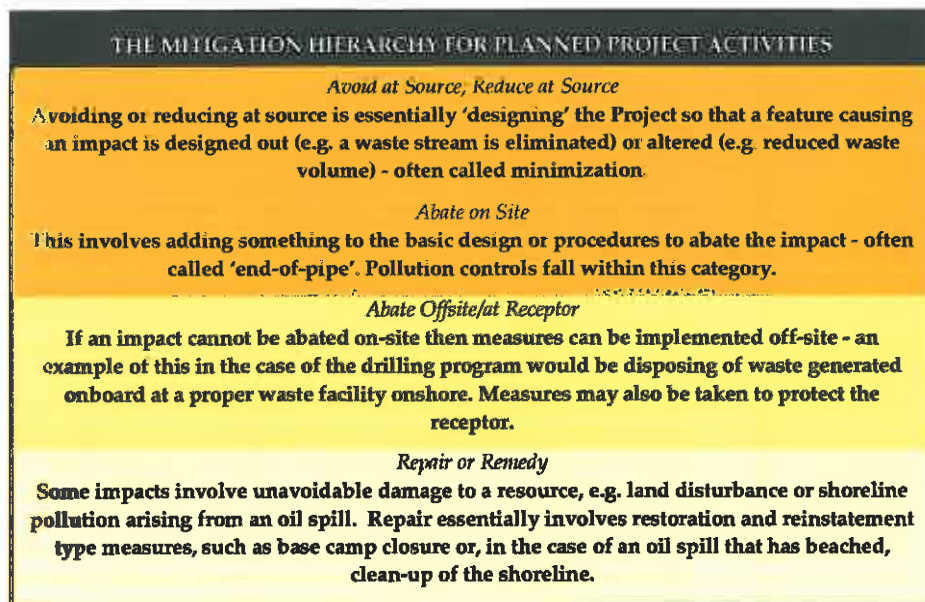 THE MITIGATION HIERARCHY FOR PLANNED PROJECT ACTIVITIES
Avoid at Source, Reduce at Source
Avoiding or reducing at source is essentially 'designing' the Project so that a feature causing
an impact is designed out (e.g. a waste stream is eliminated) or altered (e.g. reduced waste
volume) - often called minimization.
Abate on Site
This involves adding something to the basic design or procedures to abate the impact - often
called 'end-of-pipe'. Pollution controls fall within this category.
Abate Offsite/at Receptor
If an impact cannot be abated on-site then measures can be implemented off-site - an
example of this in the case of the drilling program would be disposing of waste generated
onboard at a proper waste facility onshore. Measures may also be taken to protect the
receptor.
Repair or Remedy
Some impacts involve unavoidable damage to a resource, e.g. land disturbance or shoreline
pollution arising from an oil spill. Repair essentially involves restoration and reinstatement
type measures, such as base camp closure or, in the case of an oil spill that has beached,
clean-up of the shoreline.